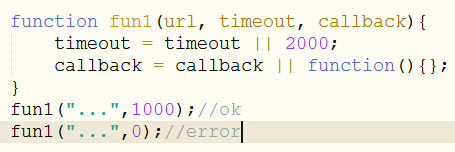 function fun1(url, timeout, callback){
    timeout = timeout || 2000;
    callback = callback || function(){};
}
fun1("...",1000);//ok
fun1("...",0);//error